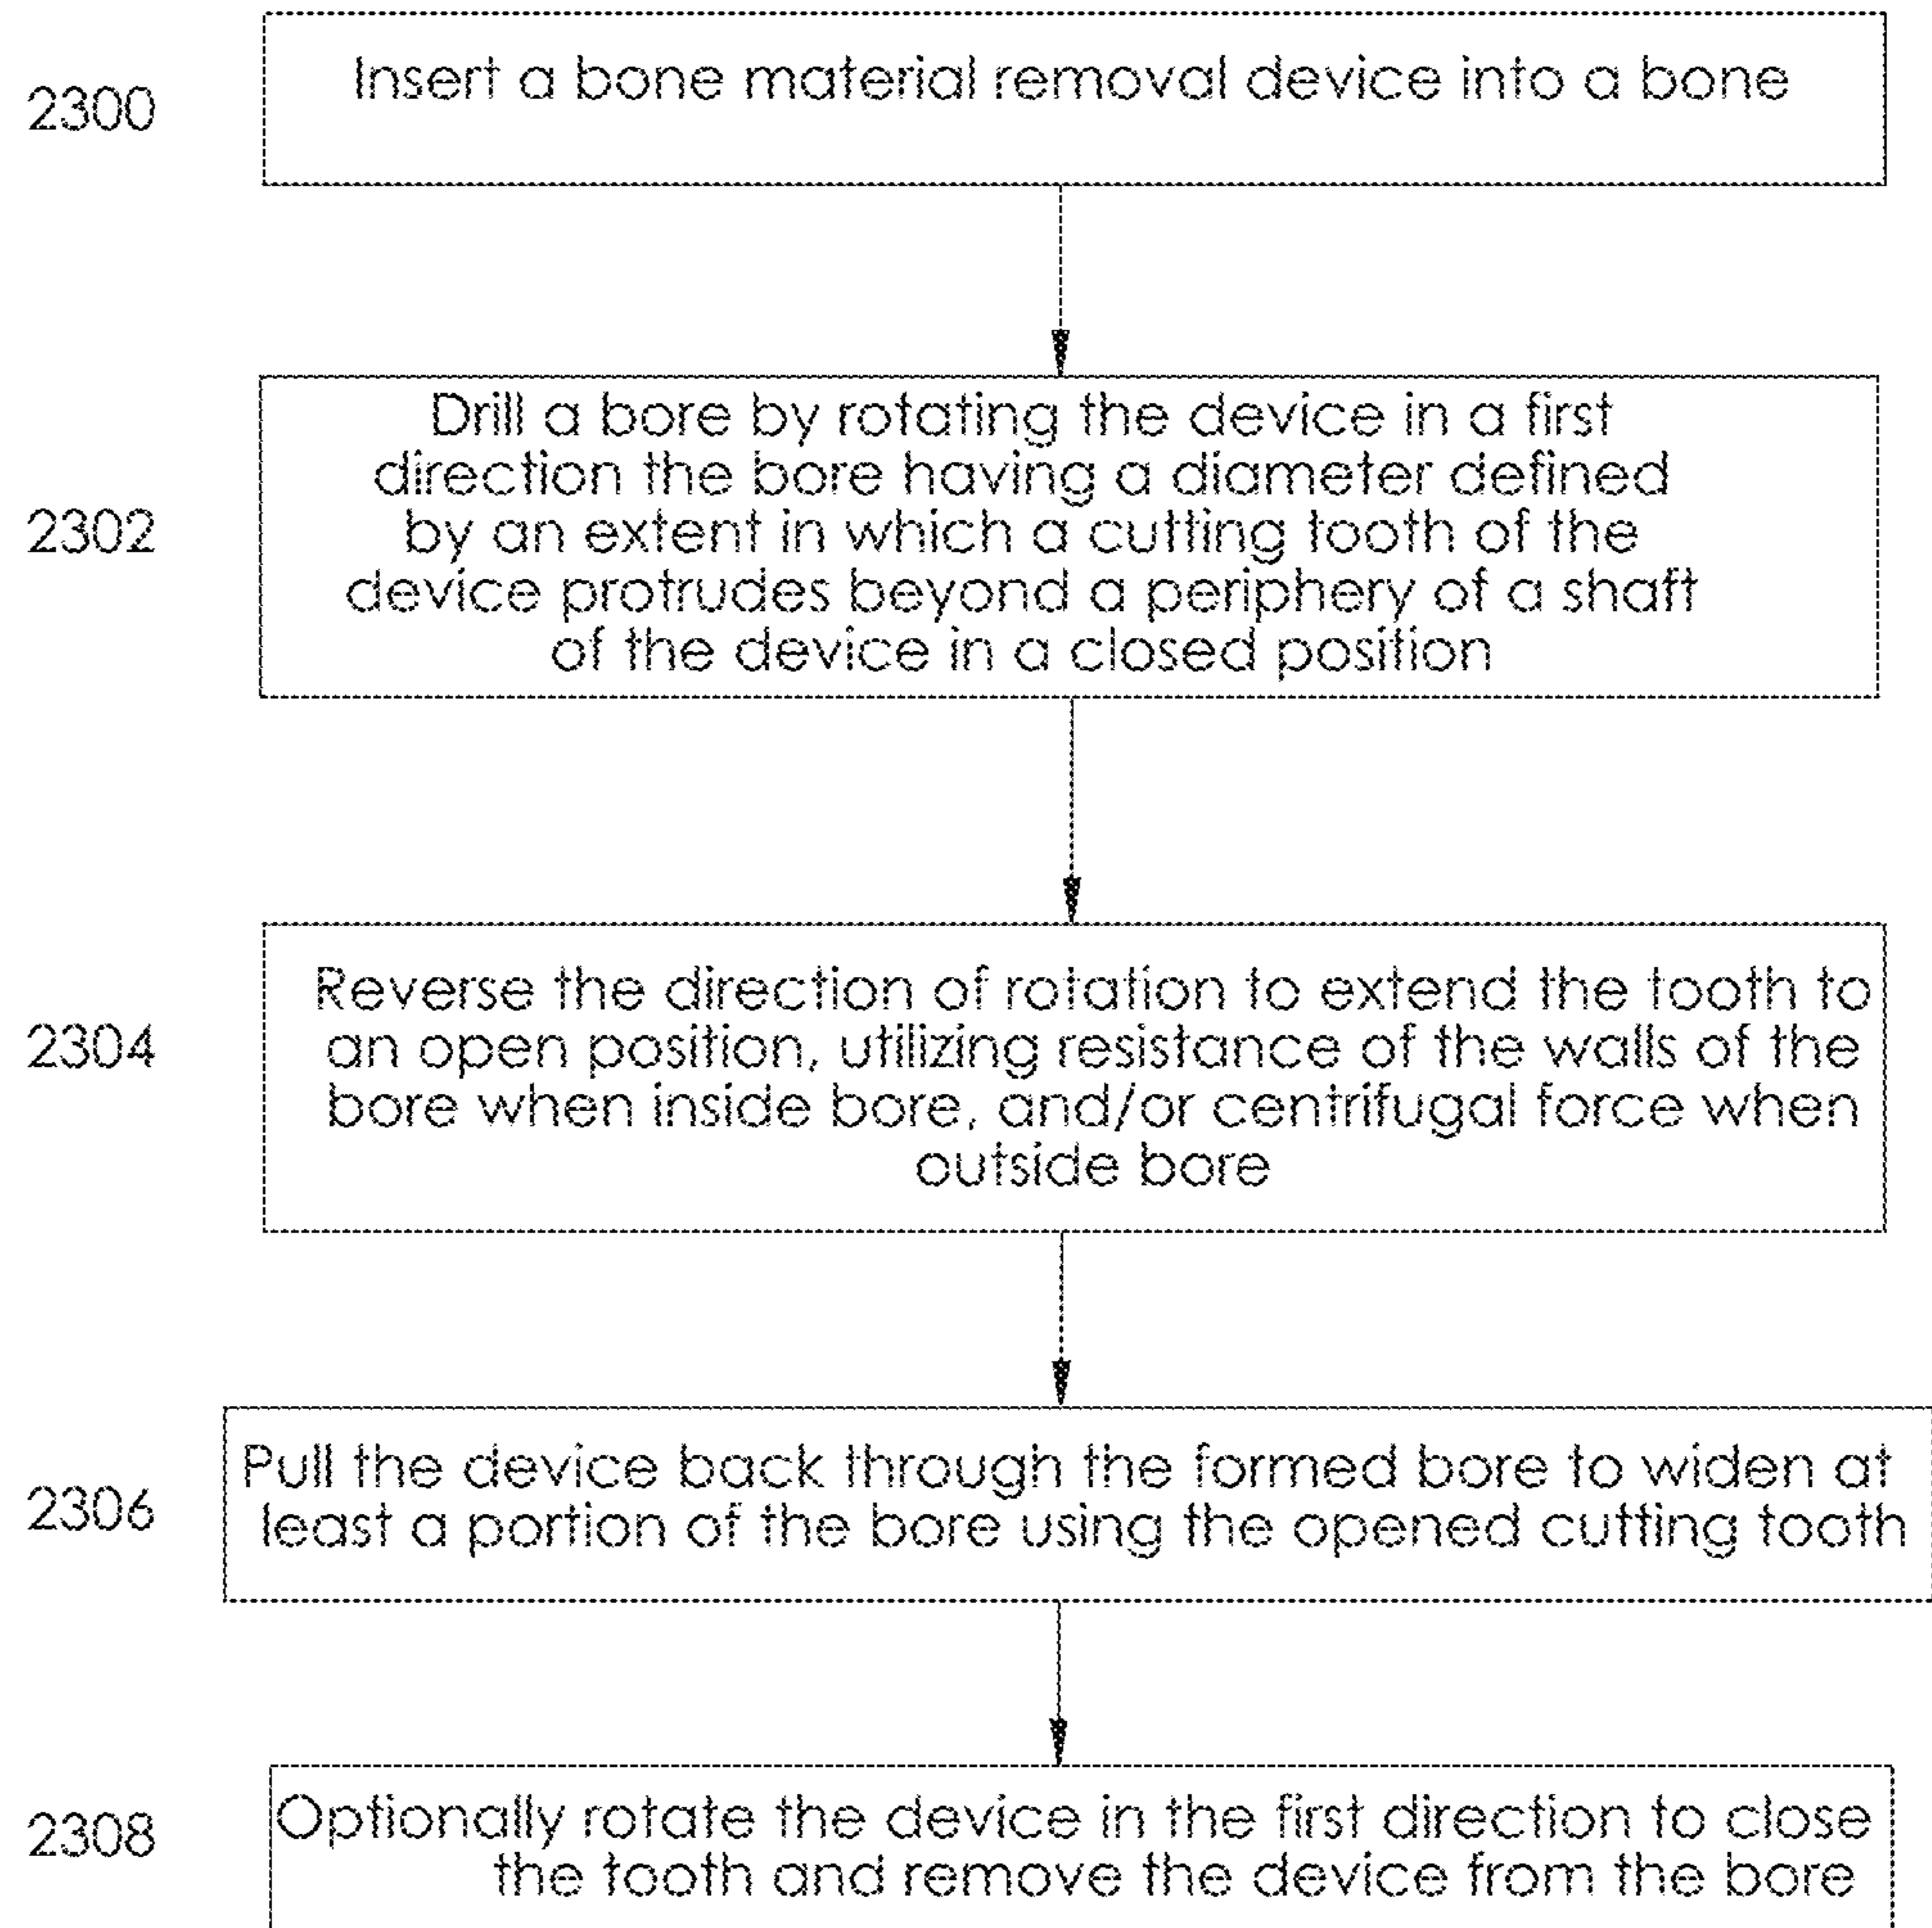 2300
Insert a bone material removal device into a bone
2302
Drill a bore by rotating the device in a first
direction the bore having a diameter defined
by an extent in which a cutting tooth of the
device protrudes beyond a periphery of a shaft
of the device in a closed position
2304
Reverse the direction of rotation to extend the tooth to
an open position, utilizing resistance of the walls of the
bore when inside bore, and/or centrifugal force when
outside bore
2306
Pull the device back through the formed bore to widen at
least a portion of the bore using the opened cutting tooth
2308
Optionally rotate the device in the first direction to close
the tooth and remove the device from the bore